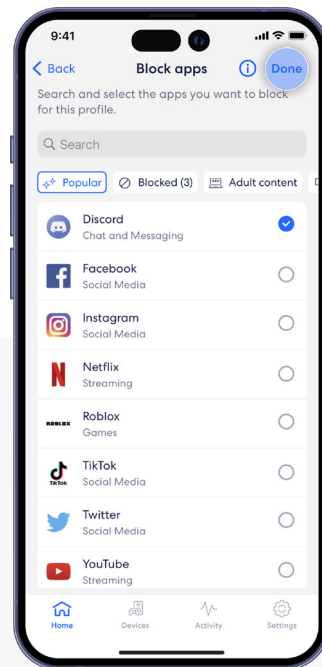 9:41
Back
Block apps
Done
Search and select the apps you want to block
for this profile.
Search
Popular
Blocked (3)
Adult content
Discord
Chat and Messaging
Facebook
Social Media
Instagram
Social Media
Netflix
Streaming
ROBLOX
Roblox
Games
TikTok
TikTok
Social Media
Twitter
Social Media
YouTube
Streaming
Home
Devices
Activity
Settings